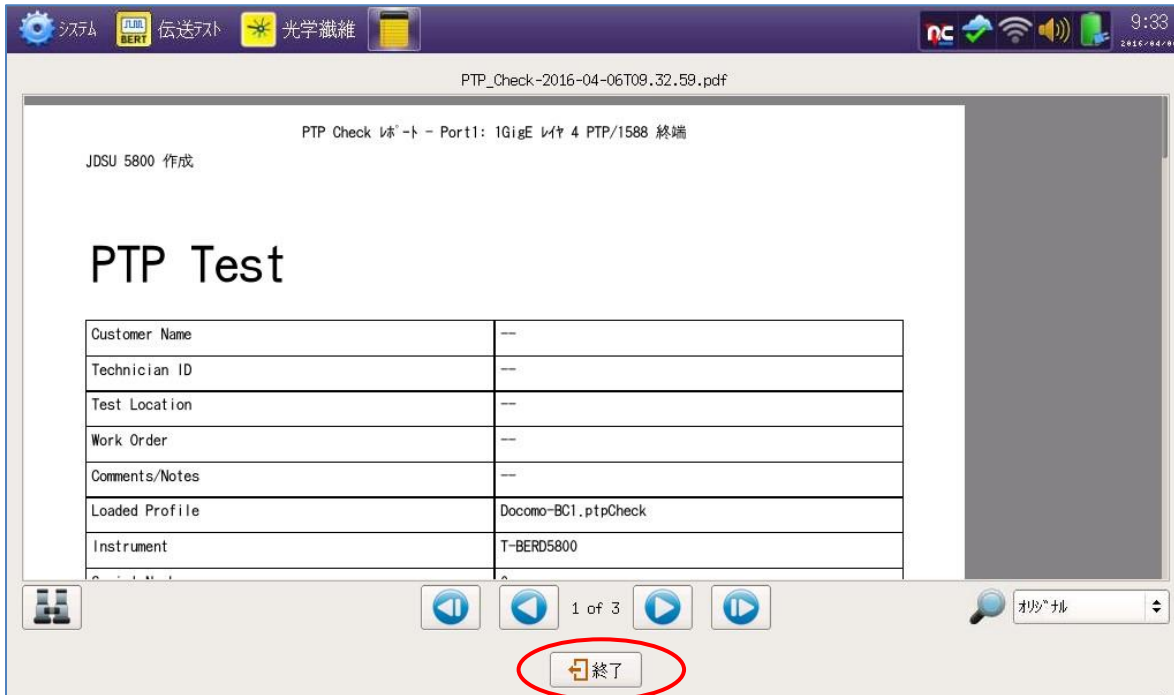 システム BERT 伝送テスト 光学繊維 nc 9:33
PTP_Check-2016-04-06T09.32.59.pdf
PTP Check レポート - Port1: 1GigE レイヤ 4 PTP/1588 終端
JDSU 5800 作成
PTP Test
Customer Name --
Technician ID --
Test Location --
Work Order --
Comments/Notes --
Loaded Profile Docomo-BC1.ptpCheck
Instrument T-BERD5800
1 of 3 オリジナル
終了